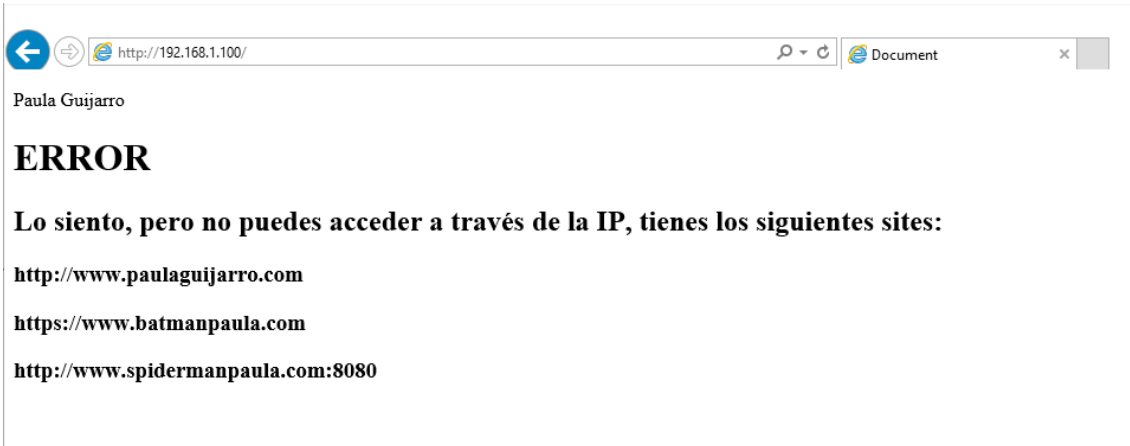 http://192.168.1.100/
Document
Paula Guijarro
ERROR
Lo siento, pero no puedes acceder a través de la IP, tienes los siguientes sites:
http://www.paulaguijarro.com
https://www.batmanpaula.com
http://www.spidermanpaula.com:8080